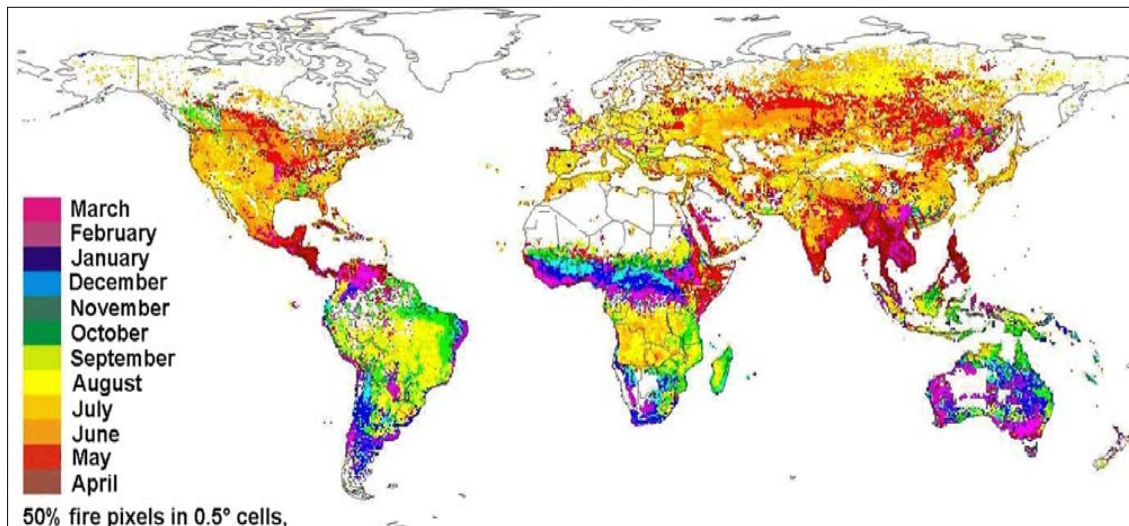 March
February
January
December
November
October
September
August
July
June
May
April
50% fire pixels in 0.5° cells,